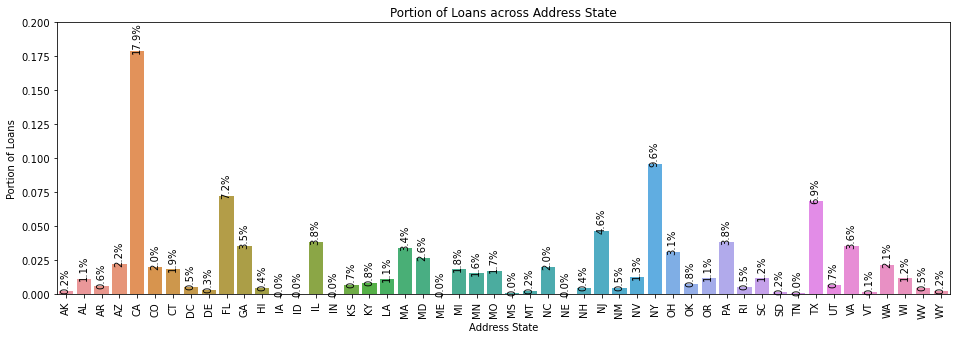 Portion of Loans across Address State
Portion of Loans
0.200
0.175
0.150
0.125
0.100
0.075
0.050
0.025
0.000
0.2%
1.1%
0.6%
2.2%
17.9%
2.0%
1.9%
0.5%
0.3%
7.2%
3.5%
0.4%
0.0%
0.0%
3.8%
0.0%
0.7%
0.8%
1.1%
3.4%
2.6%
0.0%
1.8%
1.6%
1.7%
0.0%
0.2%
2.0%
0.0%
0.4%
4.6%
0.5%
1.3%
9.6%
3.1%
0.8%
1.1%
3.8%
0.5%
1.2%
0.2%
0.0%
6.9%
0.7%
3.6%
0.1%
2.1%
1.2%
0.5%
0.2%
AK
AL
AR
AZ
CA
CO
CT
DC
DE
FL
GA
HI
IA
ID
IL
IN
KS
KY
LA
MA
MD
ME
MI
MN
MO
MS
MT
NC
NE
NH
NJ
NM
NV
NY
OH
OK
OR
PA
RI
SC
SD
TN
TX
UT
VA
VT
WA
WI
WV
WY
Address State